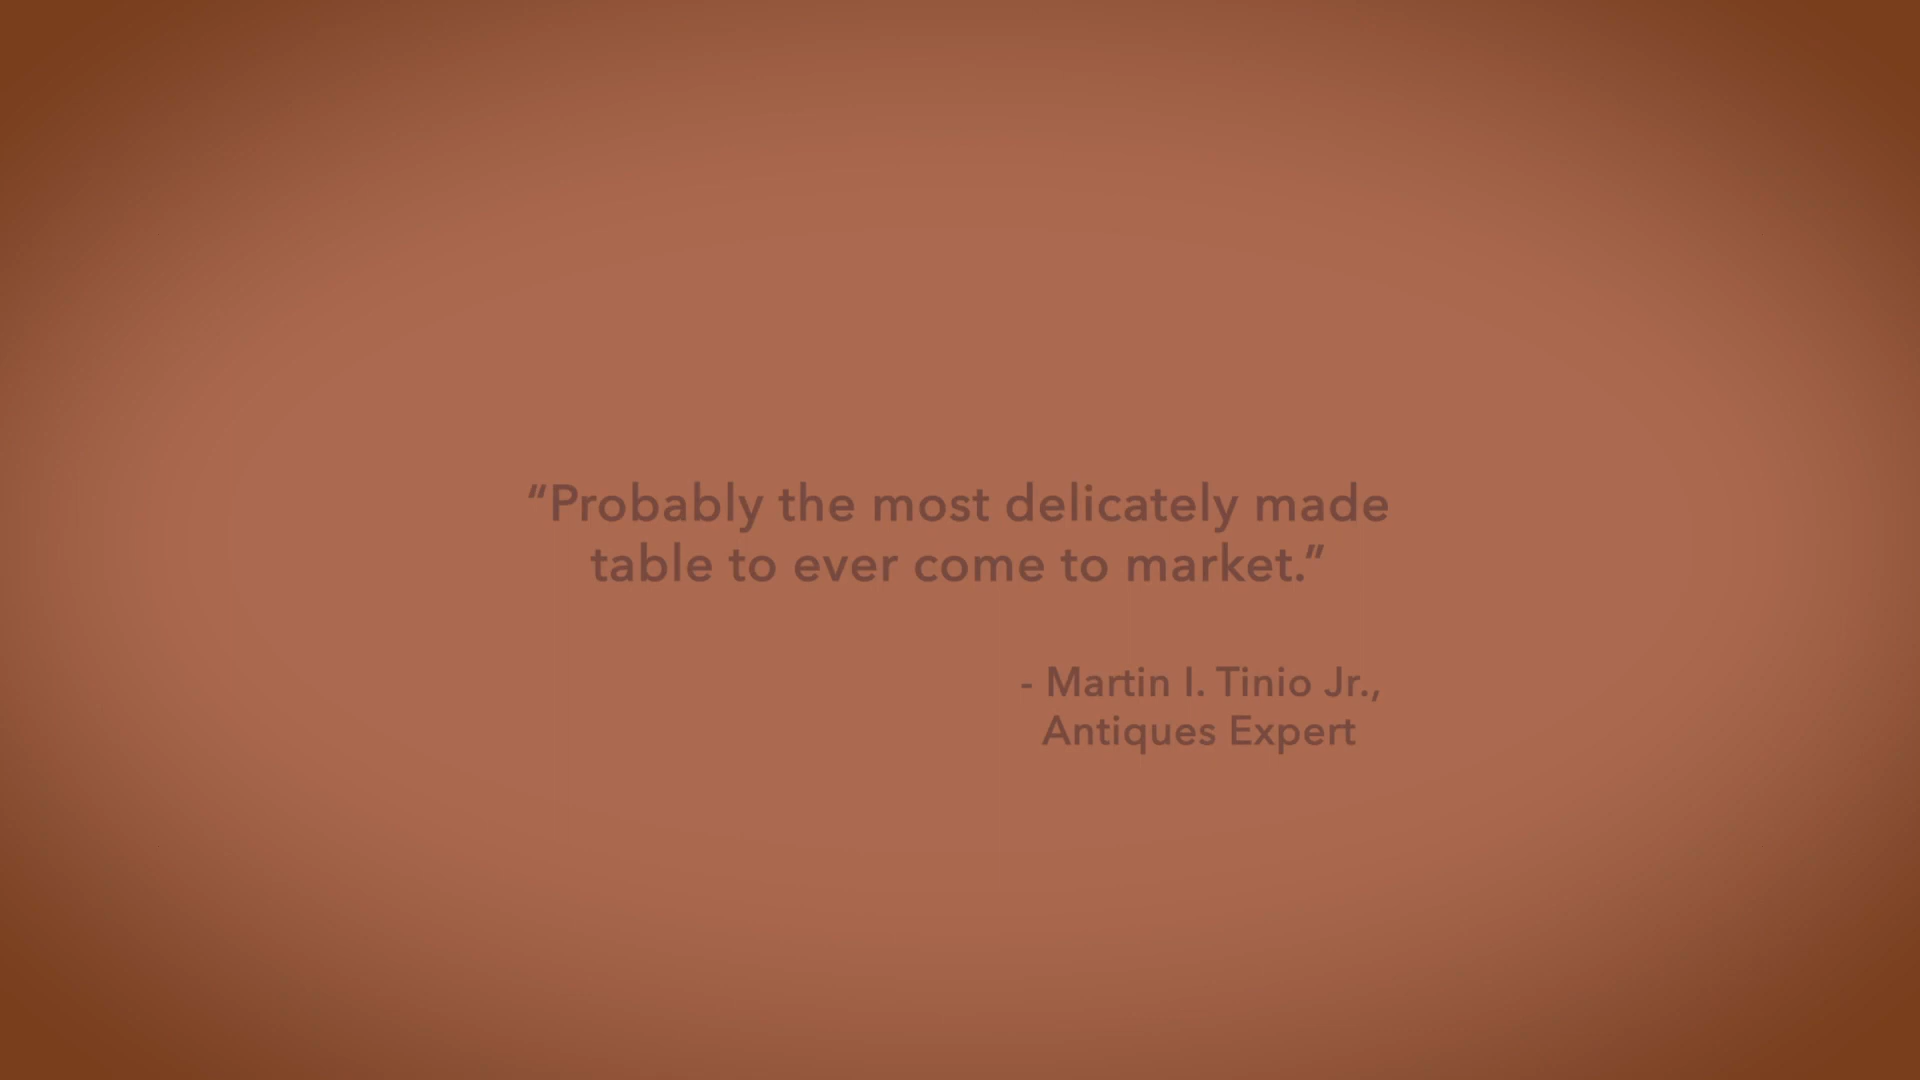 “Probably the most delicately made
table to ever come to market.”
- Martin I. Tinio Jr.,
Antiques Expert